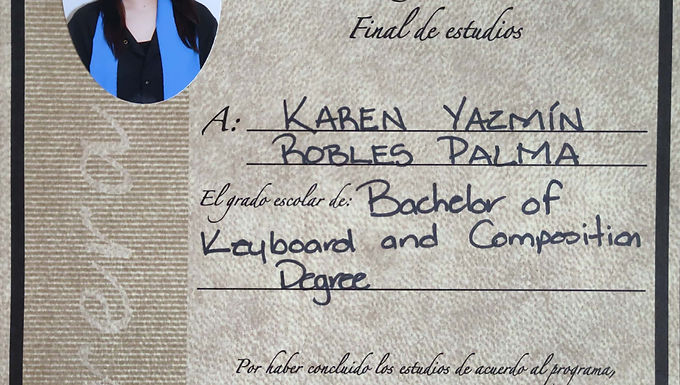 Final de estudios
A: KAREN YAZMÍN
ROBLES PALMA
El grado escolar de: Bachelor of
Keyboard and Composition
Degree
Por haber concluido los estudios de acuerdo al programa,